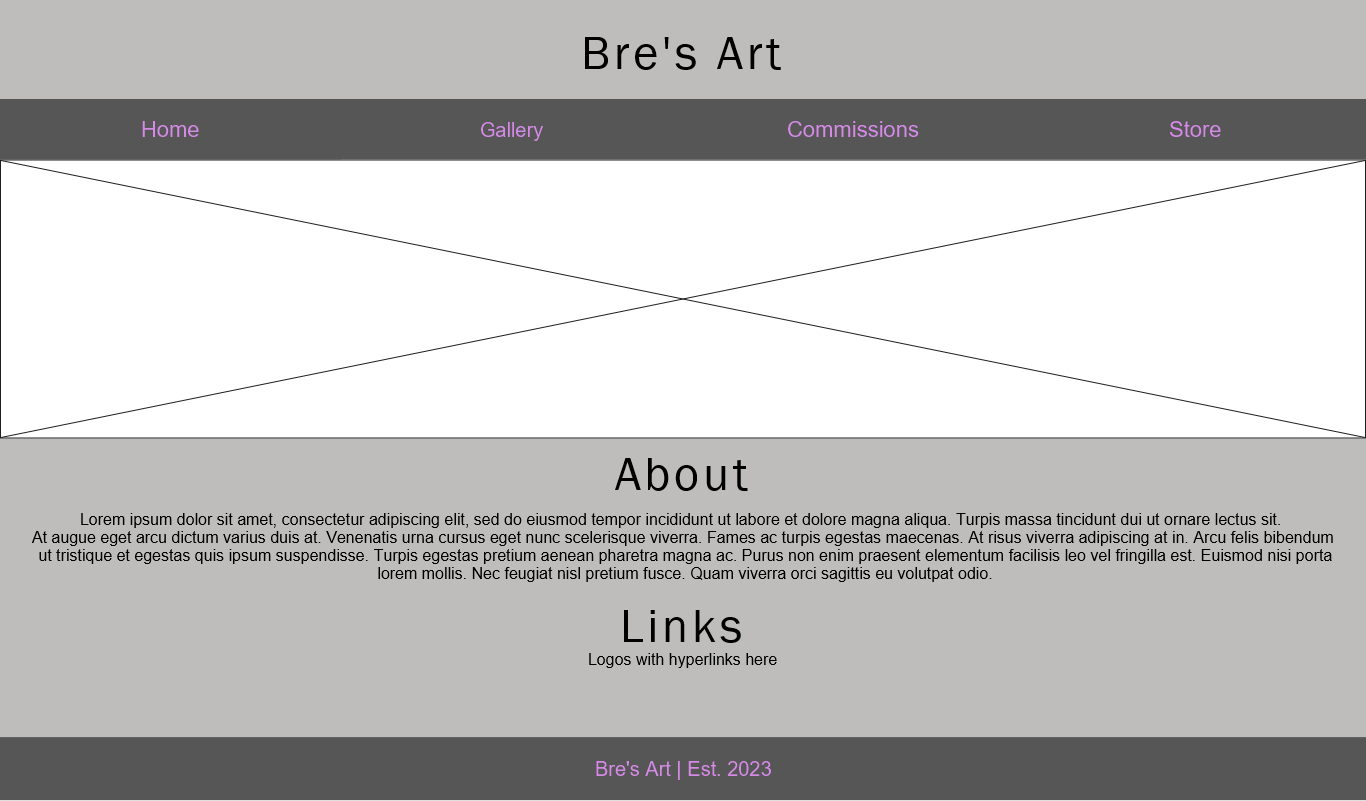 Bre's Art
Home Gallery Commissions Store
About
Lorem ipsum dolor sit amet, consectetur adipiscing elit, sed do eiusmod tempor incididunt ut labore et dolore magna aliqua. Turpis massa tincidunt dui ut ornare lectus sit.
At augue eget arcu dictum varius duis at. Venenatis urna cursus eget nunc scelerisque viverra. Fames ac turpis egestas maecenas. At risus viverra adipiscing at in. Arcu felis bibendum
ut tristique et egestas quis ipsum suspendisse. Turpis egestas pretium aenean pharetra magna ac. Purus non enim praesent elementum facilisis leo vel fringilla est. Euismod nisi porta
lorem mollis. Nec feugiat nisl pretium fusce. Quam viverra orci sagittis eu volutpat odio.
Links
Logos with hyperlinks here
Bre's Art | Est. 2023